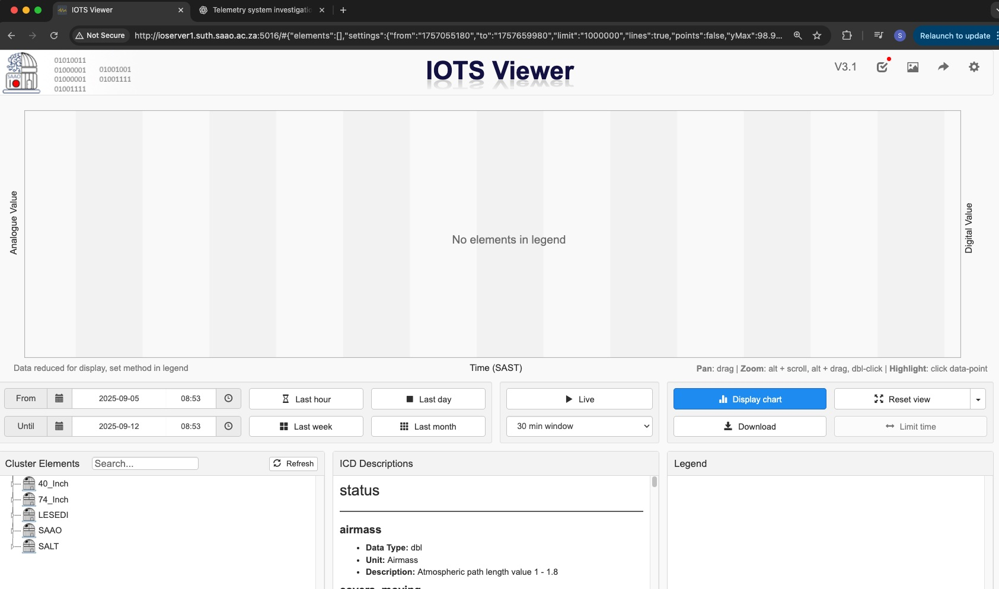 IOTS Viewer
Telemetry system investigatio
Not Secure
http://ioserver1.suth.saao.ac.za:5016/#{"elements":[],"settings":{"from":"1757055180","to":"1757659980","limit":"1000000","lines":true,"points":false,"yMax":98.9...
S
Relaunch to update
SAAO
01010011
01000001
01000001
01001111
01001001
01001111
IOTS Viewer
V3.1
Analogue Value
No elements in legend
Digital Value
Data reduced for display, set method in legend
Time (SAST)
Pan: drag | Zoom: alt + scroll, alt + drag, dbl-click | Highlight: click data-point
From 2025-09-05 08:53
Last hour
Last day
Live
Display chart
Reset view
Until 2025-09-12 08:53
Last week
Last month
30 min window
Download
Limit time
Cluster Elements
Search...
Refresh
40_Inch
74_Inch
LESEDI
SAAO
SALT
ICD Descriptions
status
airmass
• Data Type: dbl
• Unit: Airmass
• Description: Atmospheric path length value 1 - 1.8
covers_moving
Legend